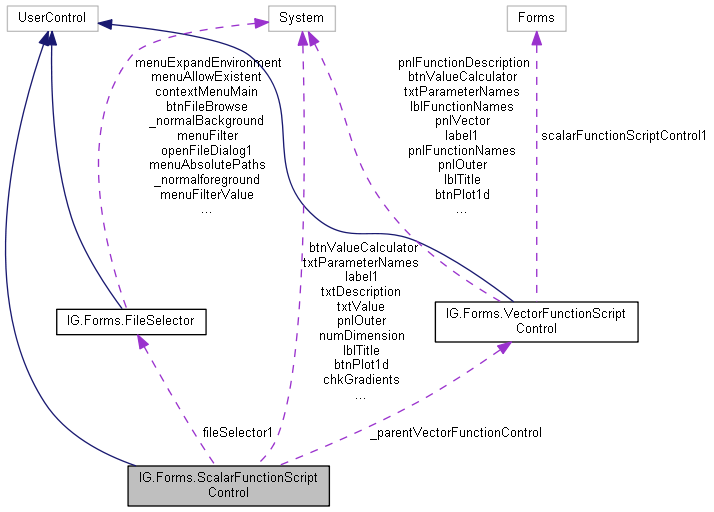 UserControl
System
Forms
menuExpandEnvironment
menuAllowExistent
contextMenuMain
btnFileBrowse
_normalBackground
menuFilter
openFileDialog1
menuAbsolutePaths
_normalforeground
menuFilterValue
...
pnlFunctionDescription
btnValueCalculator
txtParameterNames
lblFunctionNames
pnlVector
label1
pnlFunctionNames
pnlOuter
lblTitle
btnPlot1d
...
scalarFunctionScriptControl1
btnValueCalculator
txtParameterNames
label1
txtDescription
txtValue
pnlOuter
numDimension
lblTitle
btnPlot1d
chkGradients
...
IG.Forms.FileSelector
IG.Forms.VectorFunctionScript
Control
fileSelector1
_parentVectorFunctionControl
IG.Forms.ScalarFunctionScript
Control